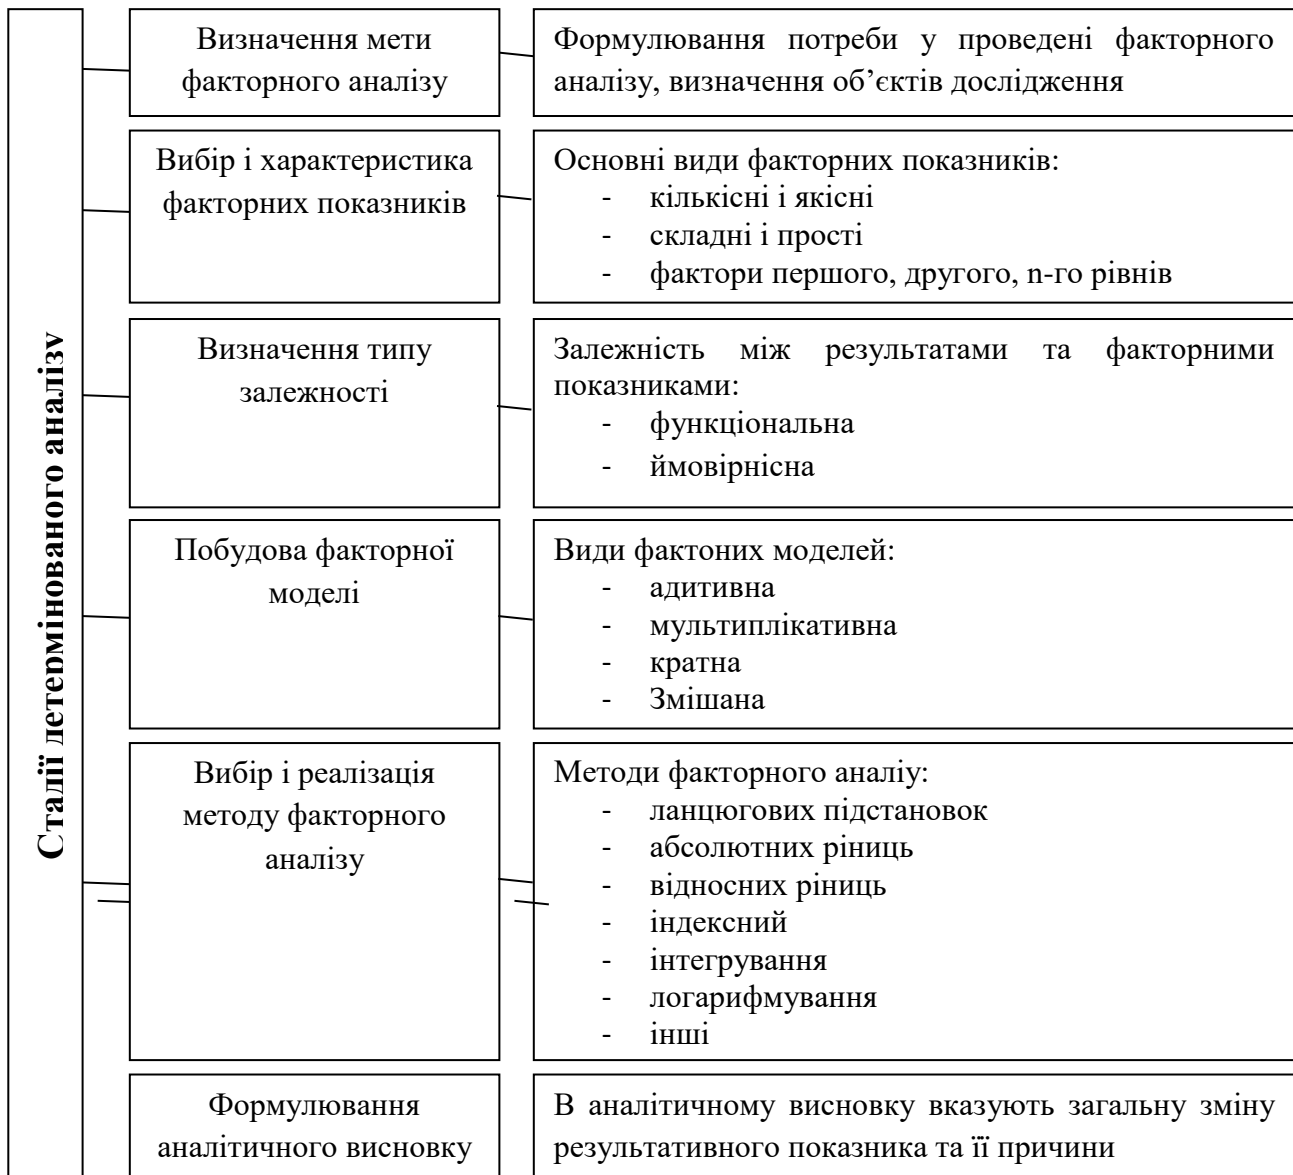 Стадії детермінованого аналізу
Визначення мети
факторного аналізу
Формулювання потреби у проведені факторного
аналізу, визначення об’єктів дослідження
Вибір і характеристика
факторних показників
Основні види факторних показників:
- кількісні і якісні
- складні і прості
- фактори першого, другого, n-го рівнів
Визначення типу
залежності
Залежність між результатами та факторними
показниками:
- функціональна
- ймовірнісна
Побудова факторної
моделі
Види фактоних моделей:
- адитивна
- мультиплікативна
- кратна
- Змішана
Вибір і реалізація
методу факторного
аналізу
Методи факторного аналіу:
- ланцюгових підстановок
- абсолютних ріниць
- відносних ріниць
- індексний
- інтегрування
- логарифмування
- інші
Формулювання
аналітичного висновку
В аналітичному висновку вказують загальну зміну
результативного показника та її причини